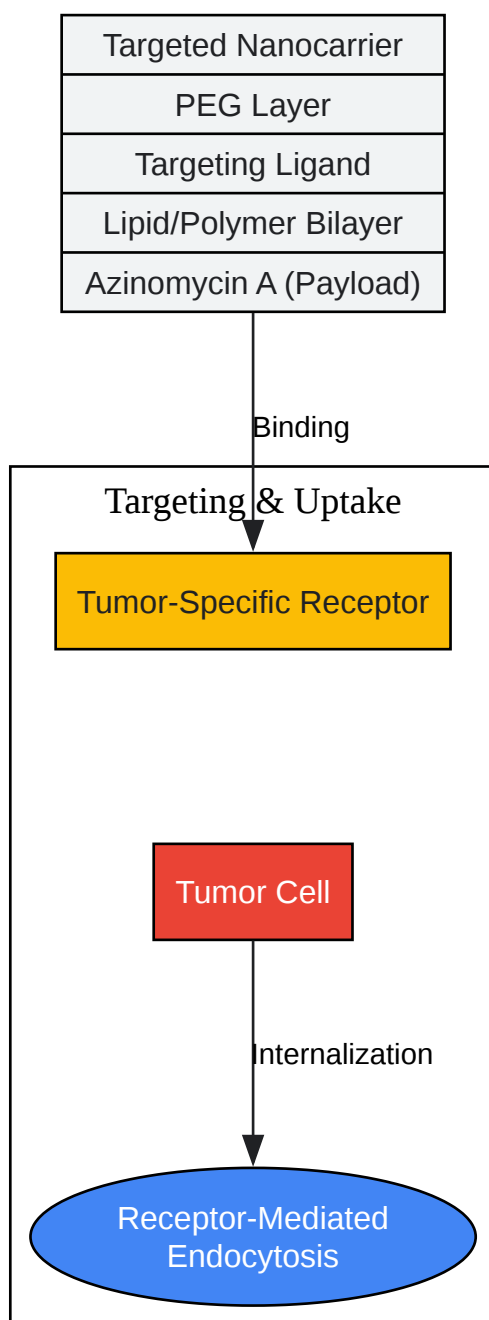 Targeted Nanocarrier
PEG Layer
Targeting Ligand
Lipid/Polymer Bilayer
Azinomycin A (Payload)
Binding
Targeting & Uptake
Tumor-Specific Receptor
Tumor Cell
Internalization
Receptor-Mediated
Endocytosis